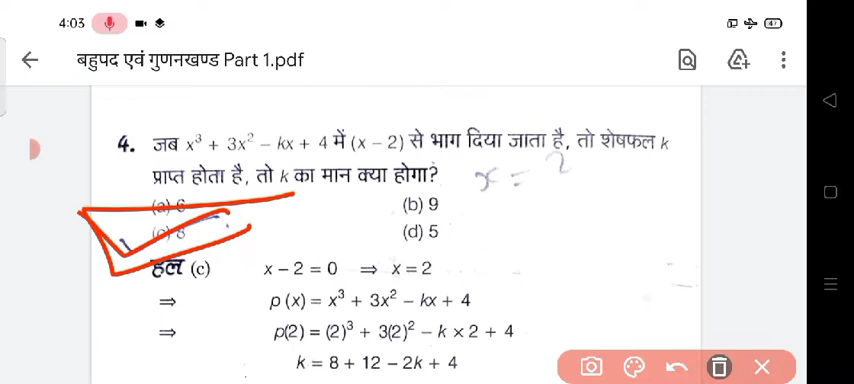 4:03
बहुपद एवं गुणनखण्ड Part 1.pdf
4. जब x³ + 3x² − kx + 4 में (x − 2) से भाग दिया जाता है, तो शेषफल k
प्राप्त होता है, तो k का मान क्या होगा?
x = 2
(a) 6 (b) 9
(c) 8 (d) 5
हल (c) x − 2 = 0 ⇒ x = 2
⇒ p (x) = x³ + 3x² − kx + 4
⇒ p(2) = (2)³ + 3(2)² − k × 2 + 4
k = 8 + 12 − 2k + 4